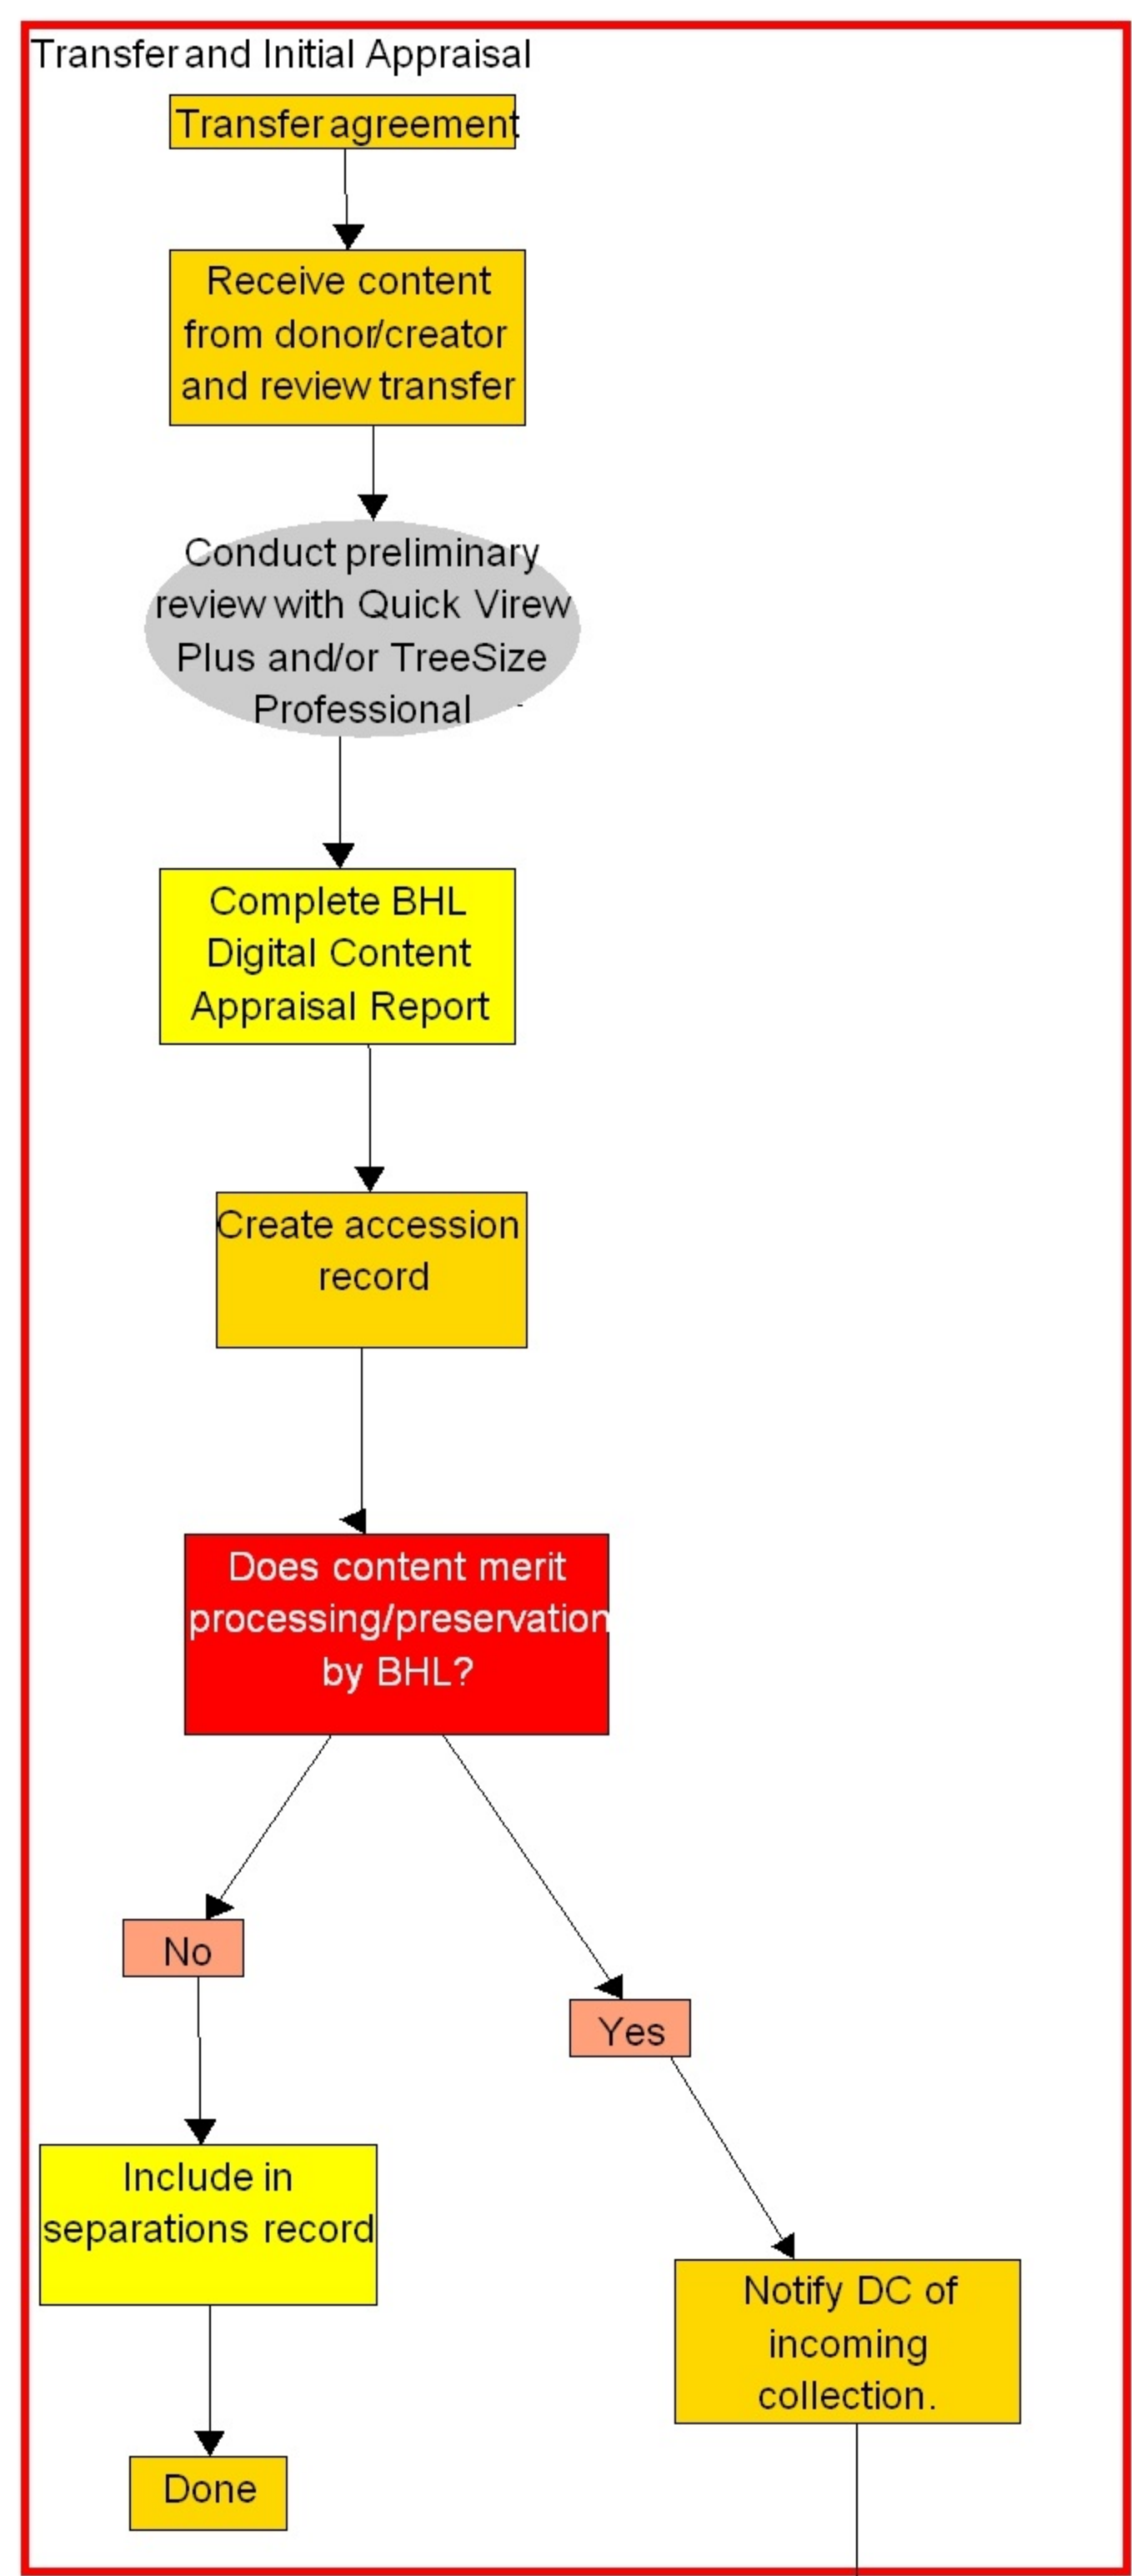 Transfer and Initial Appraisal
Transfer agreement
Receive content
from donor/creator
and review transfer
Conduct preliminary
review with Quick Virew
Plus and/or TreeSize
Professional
Complete BHL
Digital Content
Appraisal Report
Create accession
record
Does content merit
processing/preservation
by BHL?
No
Yes
Include in
separations record
Notify DC of
incoming
collection.
Done